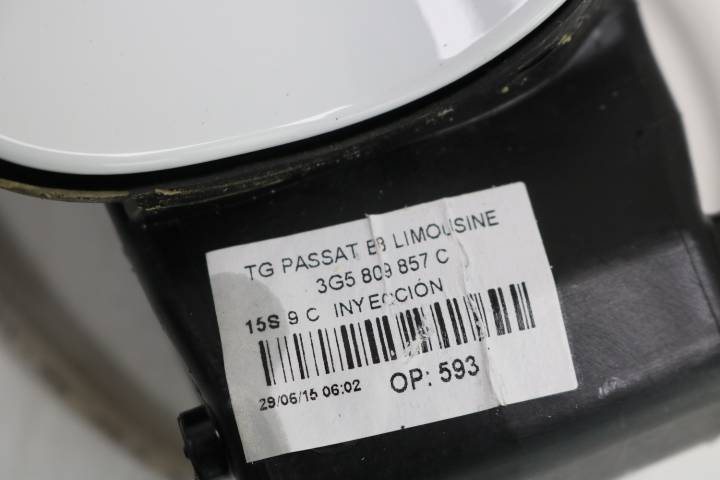 TG PASSAT B8 LIMOUSINE
3G5 809 857 C
15S 9 C INYECCIÓN
29/06/15 06:02 OP: 593